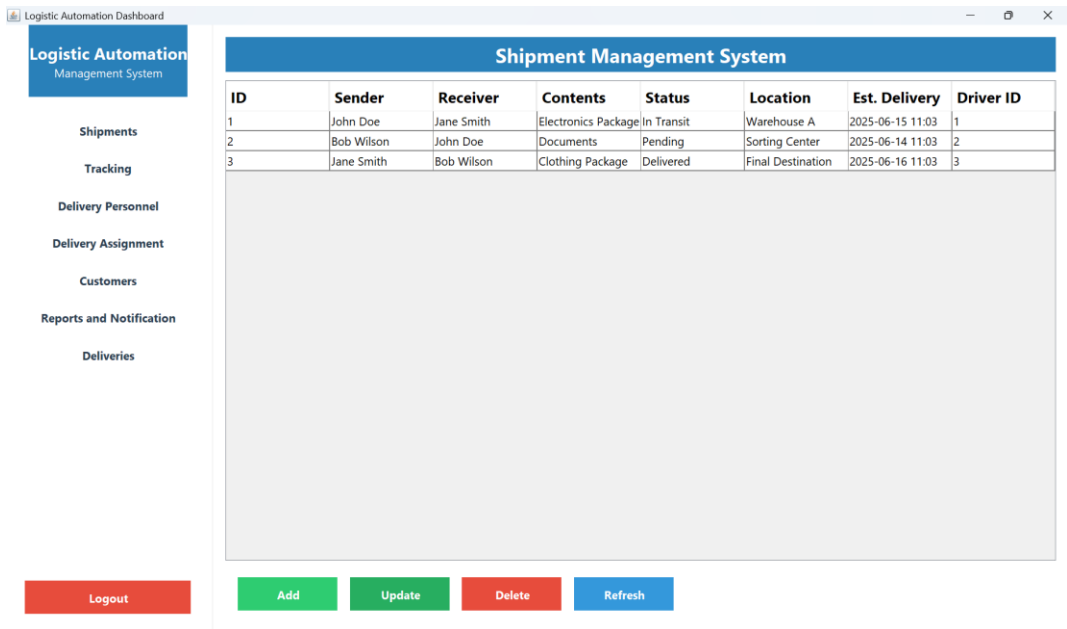 Logistic Automation Dashboard
Logistic Automation
Management System
Shipments
Tracking
Delivery Personnel
Delivery Assignment
Customers
Reports and Notification
Deliveries
Logout
Shipment Management System
ID Sender Receiver Contents Status Location Est. Delivery Driver ID
1 John Doe Jane Smith Electronics Package In Transit Warehouse A 2025-06-15 11:03 1
2 Bob Wilson John Doe Documents Pending Sorting Center 2025-06-14 11:03 2
3 Jane Smith Bob Wilson Clothing Package Delivered Final Destination 2025-06-16 11:03 3
Add Update Delete Refresh